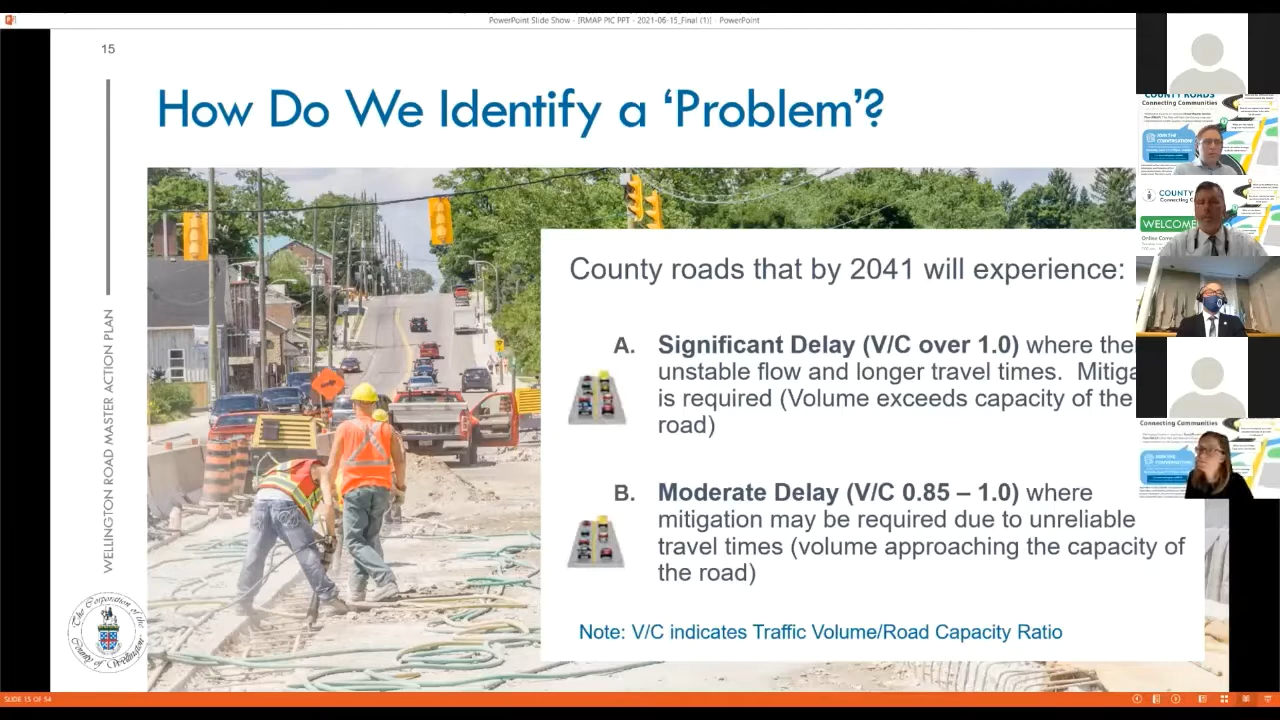 PowerPoint Slide Show - [RMAP PIC PPT - 2021-06-15_Final (1)] - PowerPoint
15
How Do We Identify a ‘Problem’?
WELLINGTON ROAD MASTER ACTION PLAN
County roads that by 2041 will experience:
A. Significant Delay (V/C over 1.0) where the
unstable flow and longer travel times. Mitiga
is required (Volume exceeds capacity of the
road)
B. Moderate Delay (V/C - .85 – 1.0) where
mitigation may be required due to unreliable
travel times (volume approaching the capacity of
the road)
Note: V/C indicates Traffic Volume/Road Capacity Ratio
The Corporation of the
County of Wellington
COUNTY ROADS
Connecting Communities
JOIN THE
CONVERSATION
COUNTY
Connecting C
WELCOME
Connecting Communities
JOIN THE
CONVERSATION
SLIDE 15 OF 54